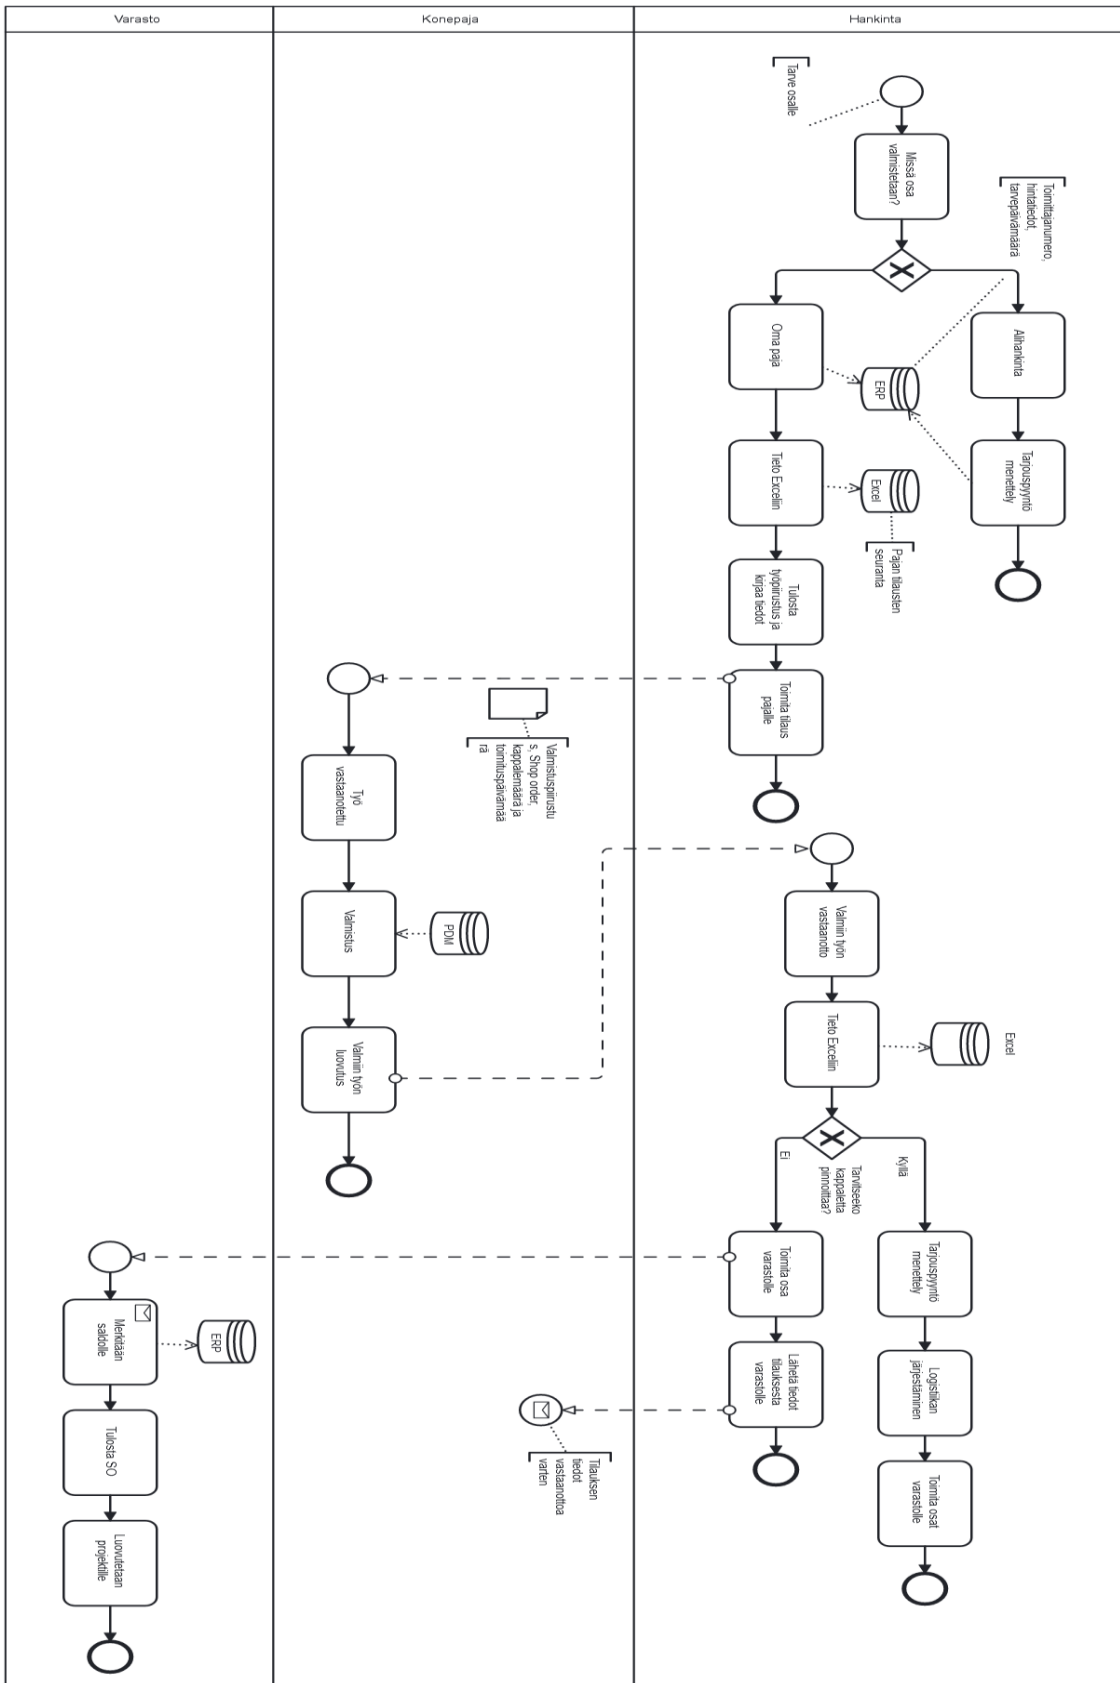 Varasto
Konepaja
Hankinta
Tarve osalle
Missä osa
valmistetaan?
Toimittajanumero,
hintatiedot,
tarvepäivämäärä
Oma paja
ERP
Alihankinta
Tieto Exceliin
Excel
Tarjouspyyntö
menettely
Pajan tilausten
seuranta
Tulosta
työpiirustus ja
kirjaa tiedot
Toimita tilaus
pajalle
Valmistuspiirustu
s, Shop order,
kappalemäärä ja
toimituspäivämää
rä
Työ
vastaanotettu
Valmistus
PDM
Valmiin työn
luovutus
Valmiin työn
vastaanotto
Tieto Exceliin
Excel
Tarvitseeko
kappaletta
pinnoittaa?
Ei
Kyllä
Toimita osa
varastolle
Lähetä tiedot
tilauksesta
varastolle
Tarjouspyyntö
menettely
Logistiikan
järjestäminen
Toimita osat
varastolle
Tilauksen
tiedot
vastaanottoa
varten
Merkitään
saldolle
ERP
Tulosta SO
Luovutetaan
projektille